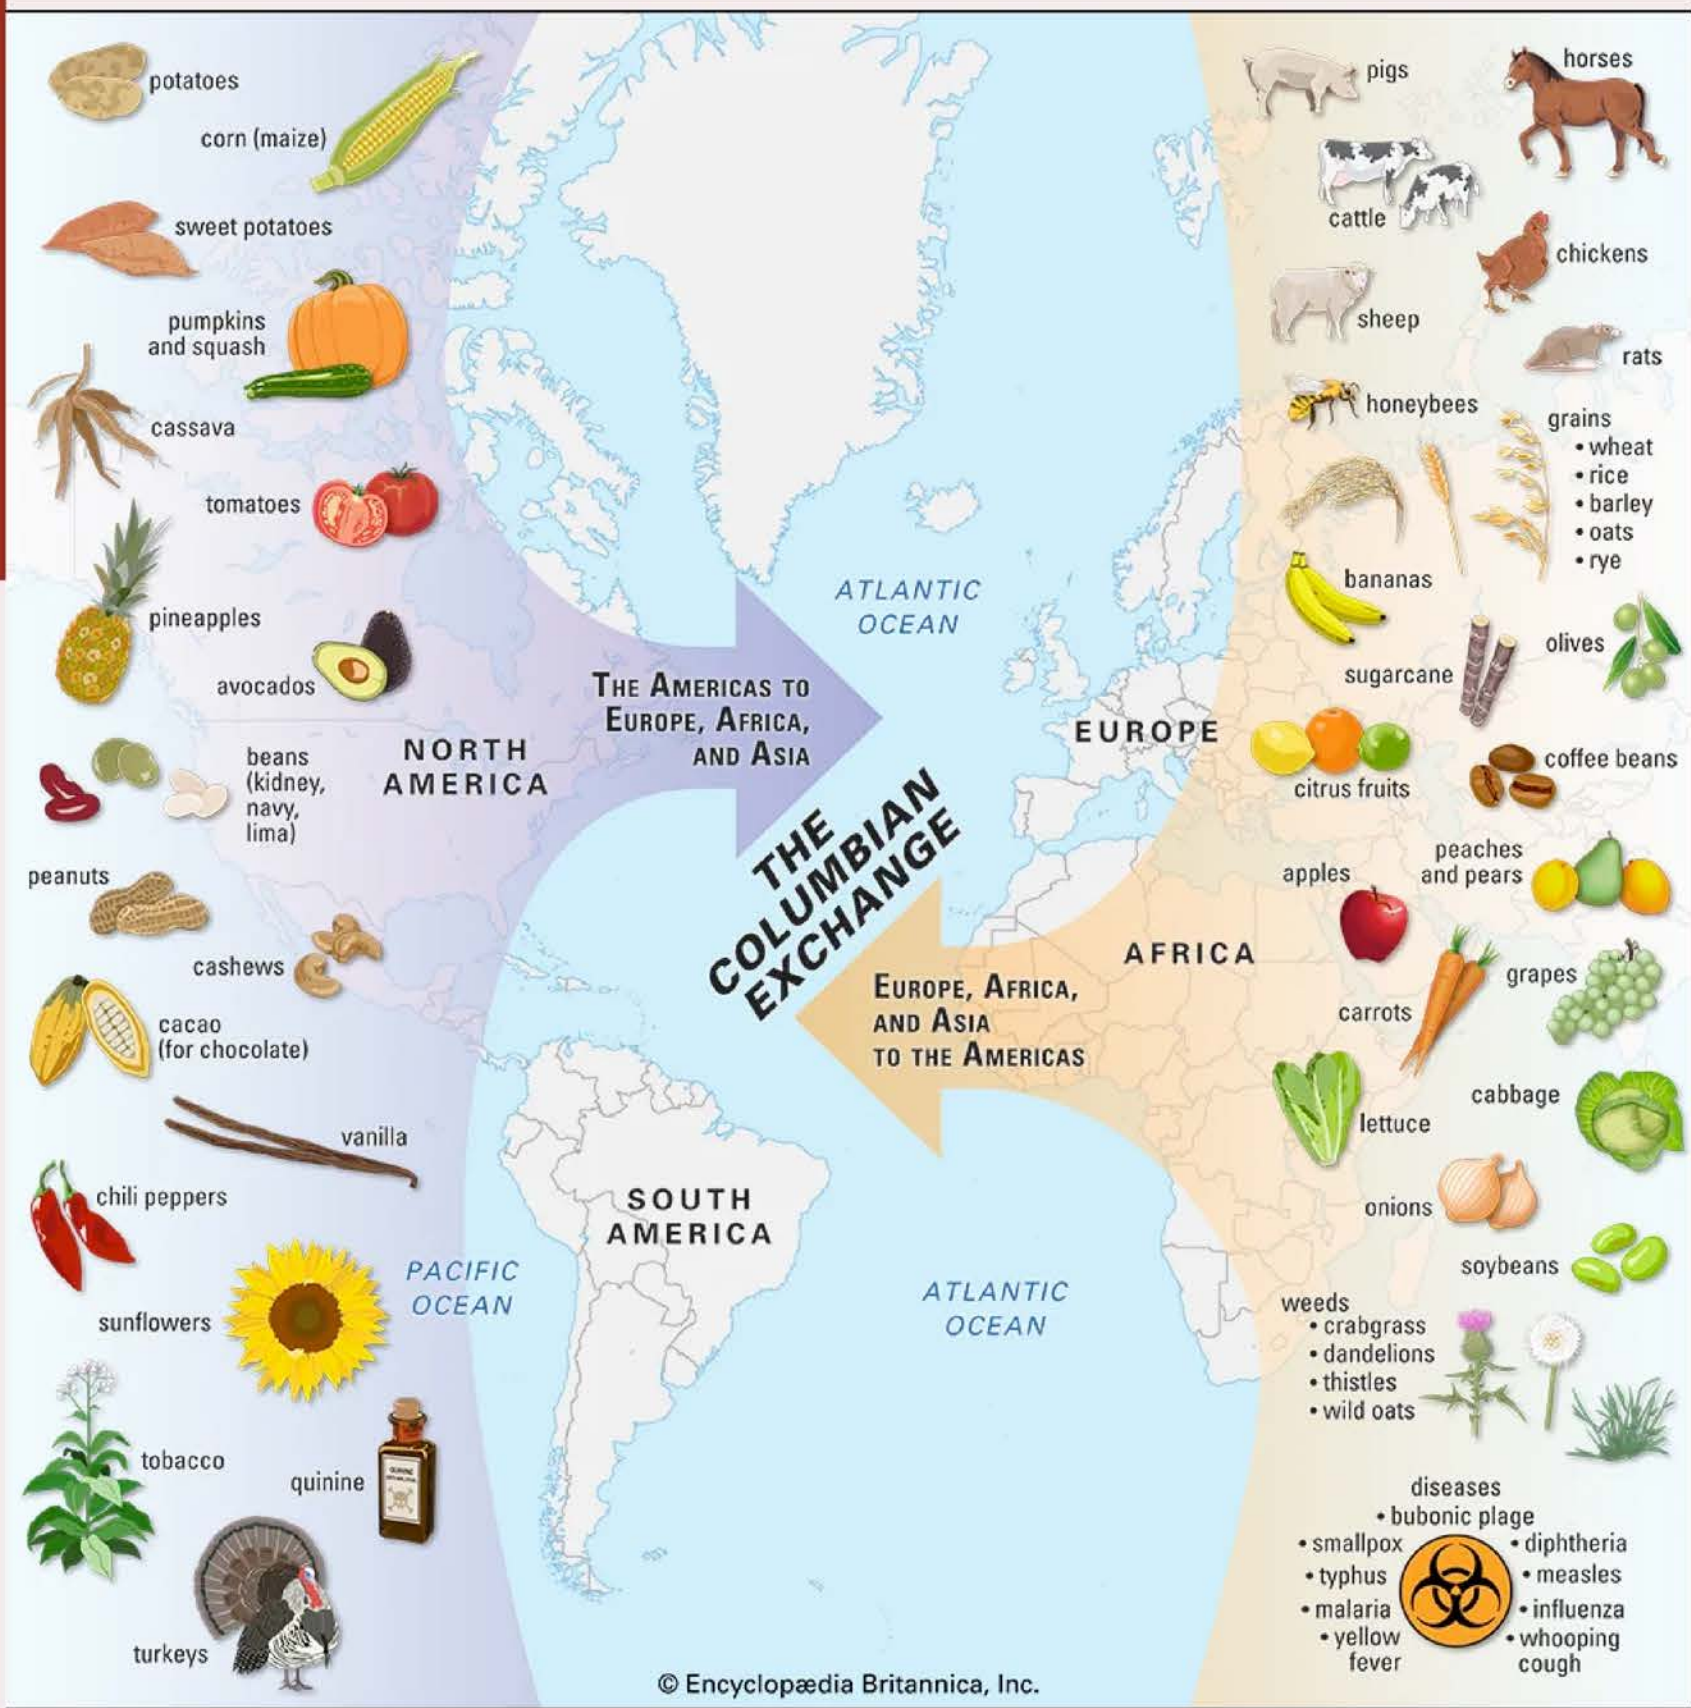 potatoes
corn (maize)
sweet potatoes
pumpkins
and squash
cassava
tomatoes
pineapples
avocados
beans
(kidney,
navy,
lima)
peanuts
cashews
cacao
(for chocolate)
vanilla
chili peppers
sunflowers
tobacco
quinine
QUININE
turkeys
NORTH
AMERICA
THE AMERICAS TO
EUROPE, AFRICA,
AND ASIA
ATLANTIC
OCEAN
THE
COLUMBIAN
EXCHANGE
EUROPE
AFRICA
EUROPE, AFRICA,
AND ASIA
TO THE AMERICAS
SOUTH
AMERICA
PACIFIC
OCEAN
ATLANTIC
OCEAN
pigs
horses
cattle
chickens
sheep
rats
honeybees
grains
• wheat
• rice
• barley
• oats
• rye
bananas
olives
sugarcane
citrus fruits
coffee beans
apples
peaches
and pears
carrots
grapes
lettuce
cabbage
onions
soybeans
weeds
• crabgrass
• dandelions
• thistles
• wild oats
diseases
• bubonic plage
• smallpox
• typhus
• malaria
• yellow
fever
• diphtheria
• measles
• influenza
• whooping
cough
© Encyclopædia Britannica, Inc.